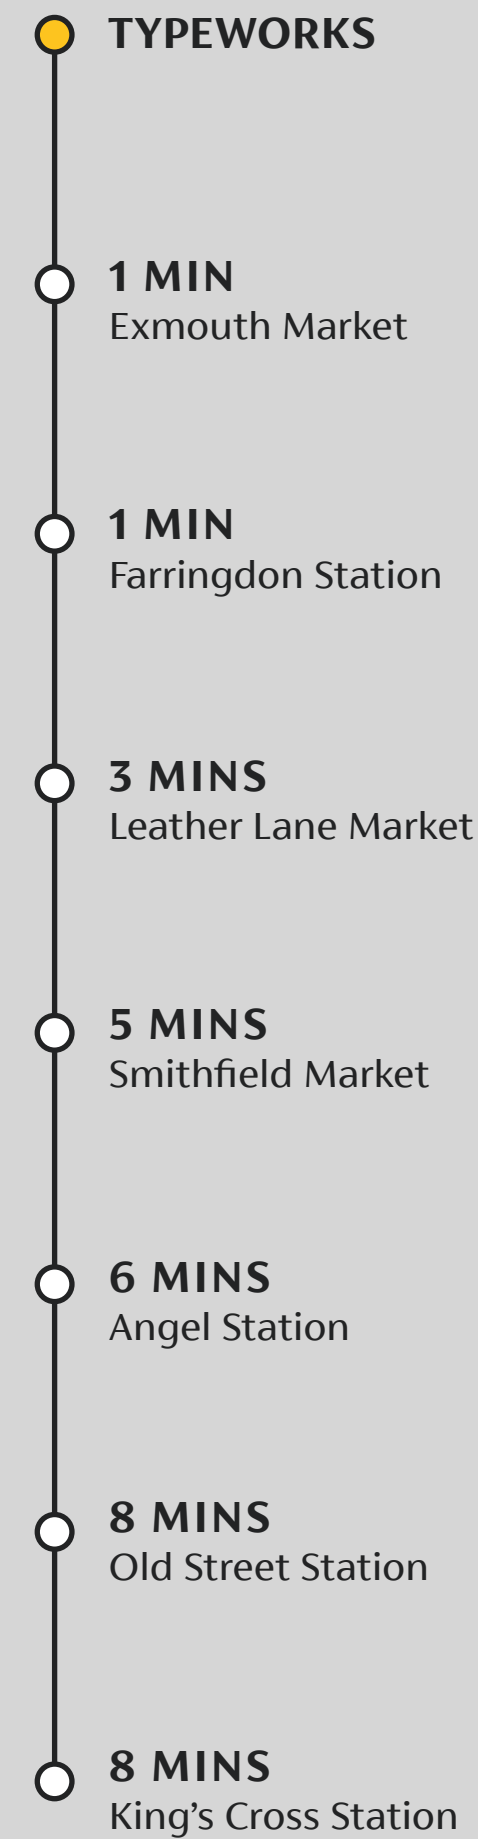 TYPEWORKS
1 MIN
Exmouth Market
1 MIN
Farringdon Station
3 MINS
Leather Lane Market
5 MINS
Smithfield Market
6 MINS
Angel Station
8 MINS
Old Street Station
8 MINS
King’s Cross Station